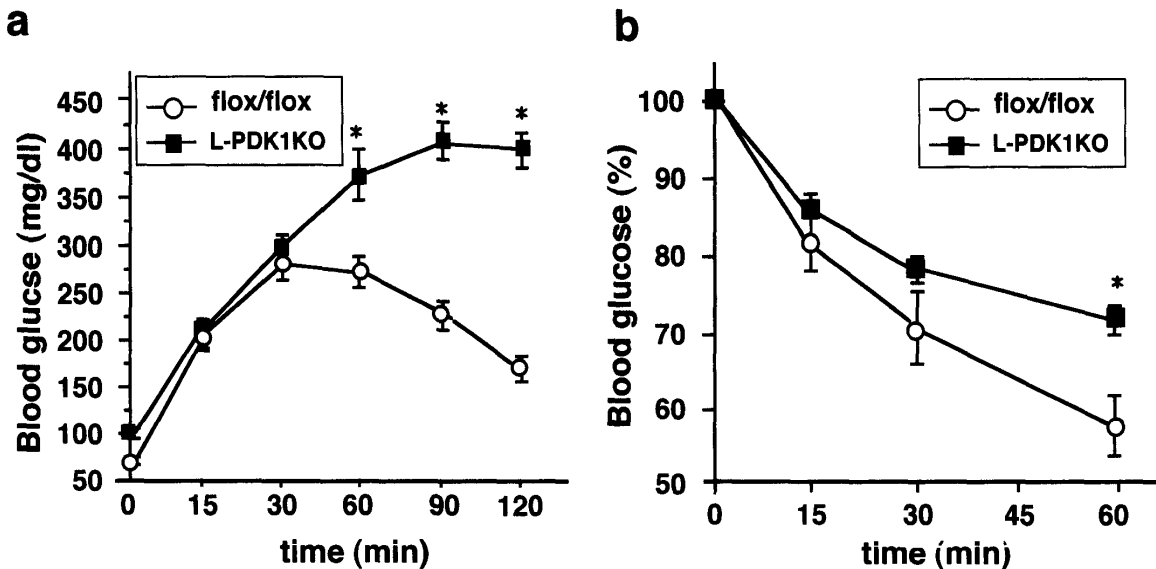 a
flox/flox
L-PDK1KO
Blood glucse (mg/dl)
450
400
350
300
250
200
150
100
50
* * *
0 15 30 60 90 120
time (min)
b
flox/flox
L-PDK1KO
Blood glucose (%)
100
90
80
70
60
50
*
0 15 30 45 60
time (min)